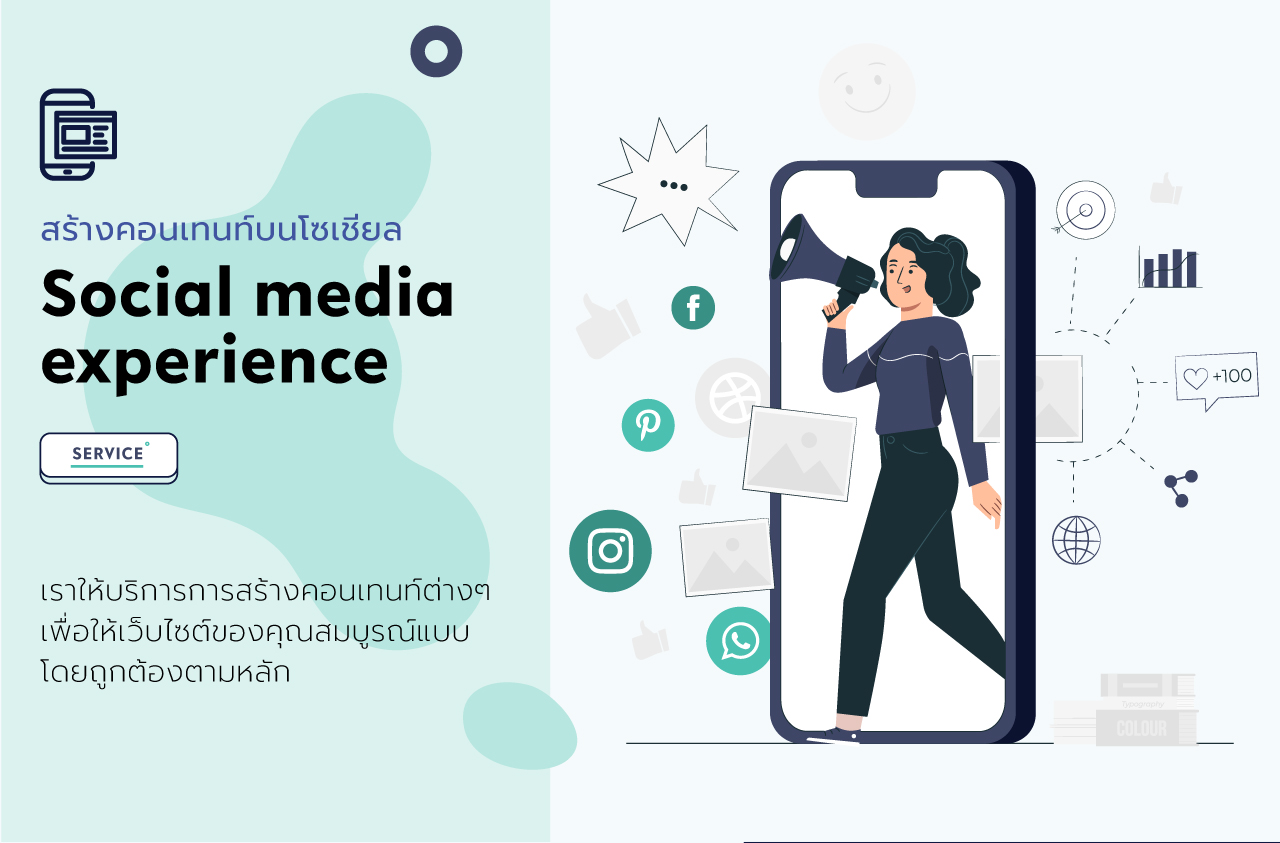 สร้างคอนเทนท์บนโซเชียล
Social media
experience
SERVICE
เราให้บริการการสร้างคอนเทนท์ต่างๆ
เพื่อให้เว็บไซต์ของคุณสมบูรณ์แบบ
โดยถูกต้องตามหลัก
+100
Typography
COLOUR